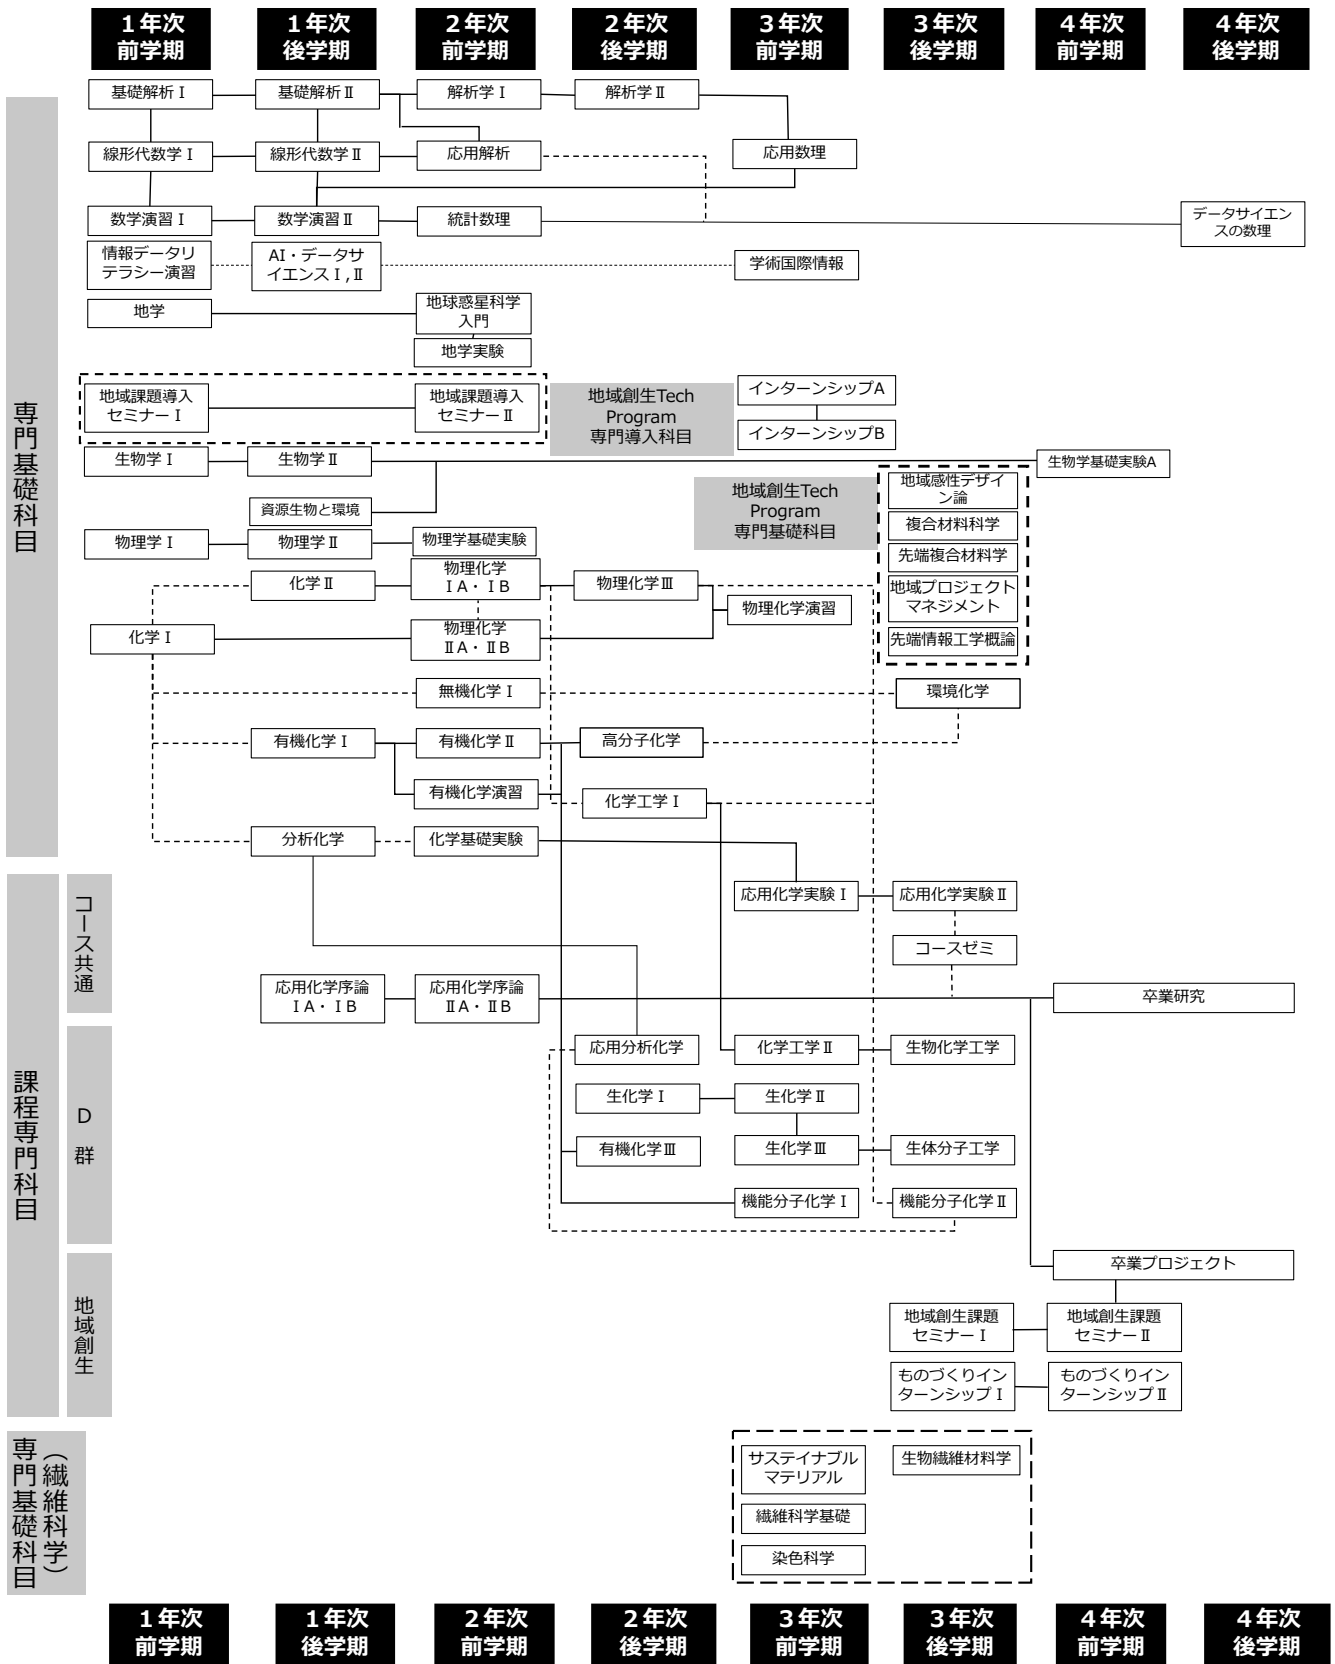 １年次
前学期
１年次
後学期
２年次
前学期
２年次
後学期
３年次
前学期
３年次
後学期
４年次
前学期
４年次
後学期
専門基礎科目
基礎解析Ⅰ
基礎解析Ⅱ
解析学Ⅰ
解析学Ⅱ
線形代数学Ⅰ
線形代数学Ⅱ
応用解析
応用数理
数学演習Ⅰ
数学演習Ⅱ
統計数理
データサイエン
スの数理
情報データリ
テラシー演習
AI・データサ
イエンスⅠ,Ⅱ
学術国際情報
地学
地球惑星科学
入門
地学実験
地域課題導入
セミナーⅠ
地域課題導入
セミナーⅡ
地域創生Tech
Program
専門導入科目
インターンシップA
インターンシップB
生物学Ⅰ
生物学Ⅱ
生物学基礎実験A
資源生物と環境
地域創生Tech
Program
専門基礎科目
地域感性デザイ
ン論
複合材料科学
先端複合材料学
地域プロジェクト
マネジメント
先端情報工学概論
物理学Ⅰ
物理学Ⅱ
物理学基礎実験
化学Ⅱ
物理化学
ⅠA・ⅠB
物理化学Ⅲ
物理化学演習
化学Ⅰ
物理化学
ⅡA・ⅡB
無機化学Ⅰ
環境化学
有機化学Ⅰ
有機化学Ⅱ
高分子化学
有機化学演習
化学工学Ⅰ
分析化学
化学基礎実験
課程専門科目
コース共通
応用化学実験Ⅰ
応用化学実験Ⅱ
コースゼミ
応用化学序論
ⅠA・ⅠB
応用化学序論
ⅡA・ⅡB
卒業研究
D
群
応用分析化学
化学工学Ⅱ
生物化学工学
生化学Ⅰ
生化学Ⅱ
有機化学Ⅲ
生化学Ⅲ
生体分子工学
機能分子化学Ⅰ
機能分子化学Ⅱ
地域創生
卒業プロジェクト
地域創生課題
セミナーⅠ
地域創生課題
セミナーⅡ
ものづくりイン
ターンシップⅠ
ものづくりイン
ターンシップⅡ
（繊維科学）
専門基礎科目
サステイナブル
マテリアル
生物繊維材料学
繊維科学基礎
染色科学
１年次
前学期
１年次
後学期
２年次
前学期
２年次
後学期
３年次
前学期
３年次
後学期
４年次
前学期
４年次
後学期